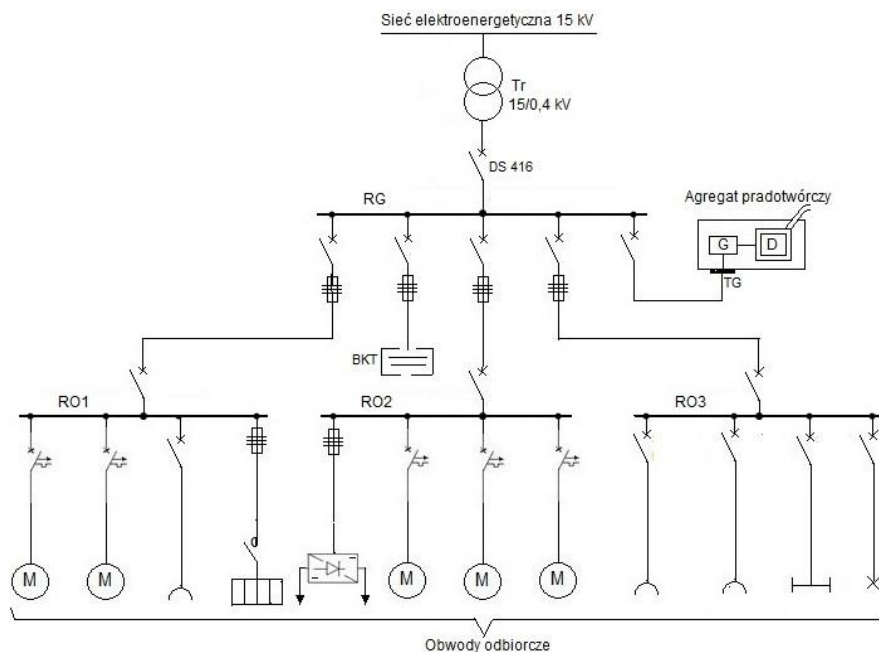 Sieć elektroenergetyczna 15 kV
Tr
15/0,4 kV
DS 416
RG
Agregat pradotwórczy
G
D
TG
BKT
RO1
RO2
RO3
M
M
M
M
M
Obwody odbiorcze